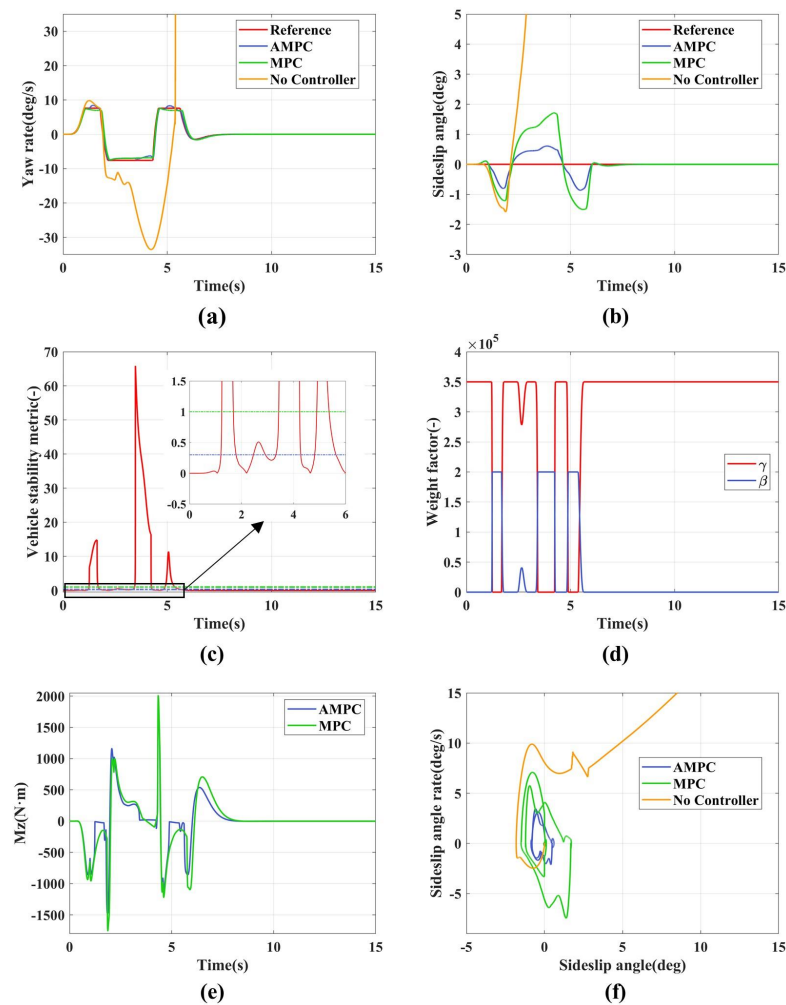 Reference
AMPC
MPC
No Controller
30
20
10
0
-10
-20
-30
Yaw rate(deg/s)
0
5
10
15
Time(s)
(a)
Reference
AMPC
MPC
No Controller
5
4
3
2
1
0
-1
-2
-3
Sideslip angle(deg)
0
5
10
15
Time(s)
(b)
70
60
50
40
30
20
10
0
Vehicle stability metric(-)
1.5
1
0.5
0
-0.5
0
2
4
6
0
5
10
15
Time(s)
(c)
×10⁵
4
3.5
3
2.5
2
1.5
1
0.5
0
Weight factor(-)
γ
β
0
5
10
15
Time(s)
(d)
AMPC
MPC
2000
1500
1000
500
0
-500
-1000
-1500
Mz(N·m)
0
5
10
15
Time(s)
(e)
15
10
5
0
-5
Sideslip angle rate(deg/s)
AMPC
MPC
No Controller
-5
0
5
10
15
Sideslip angle(deg)
(f)